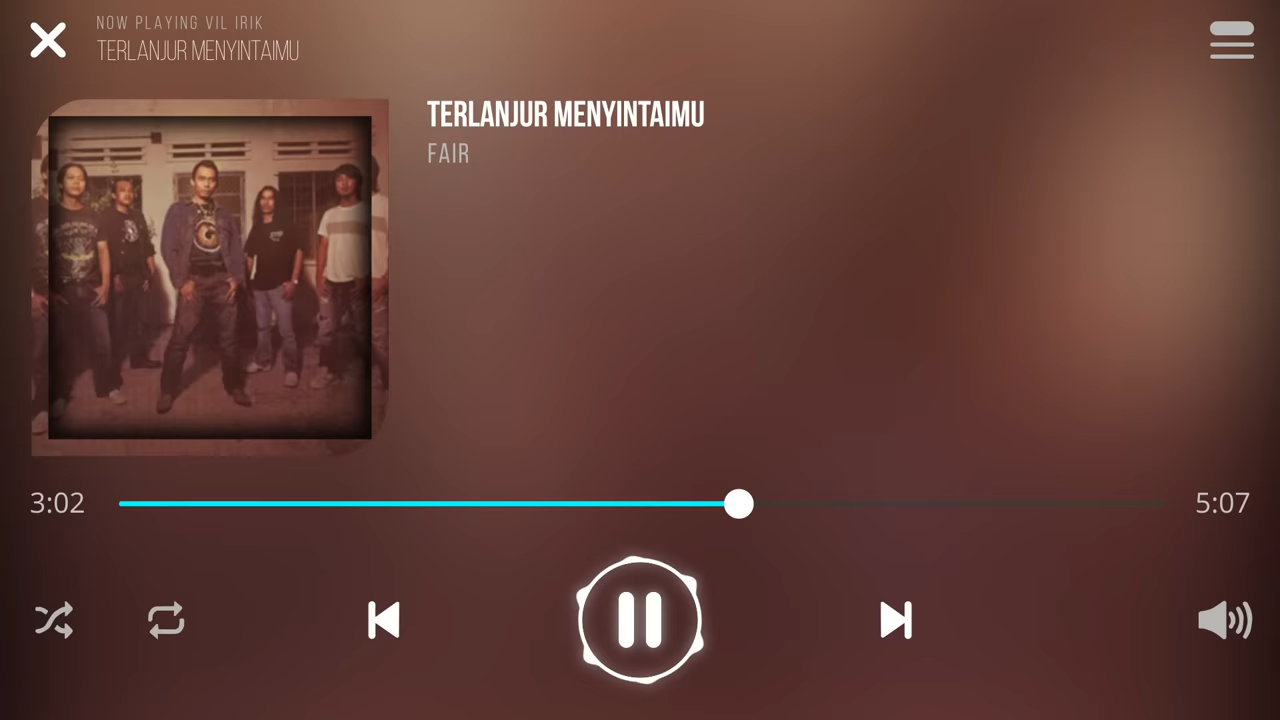 NOW PLAYING VIL IRIK
TERLANJUR MENYINTAIMU
TERLANJUR MENYINTAIMU
FAIR
3:02
5:07